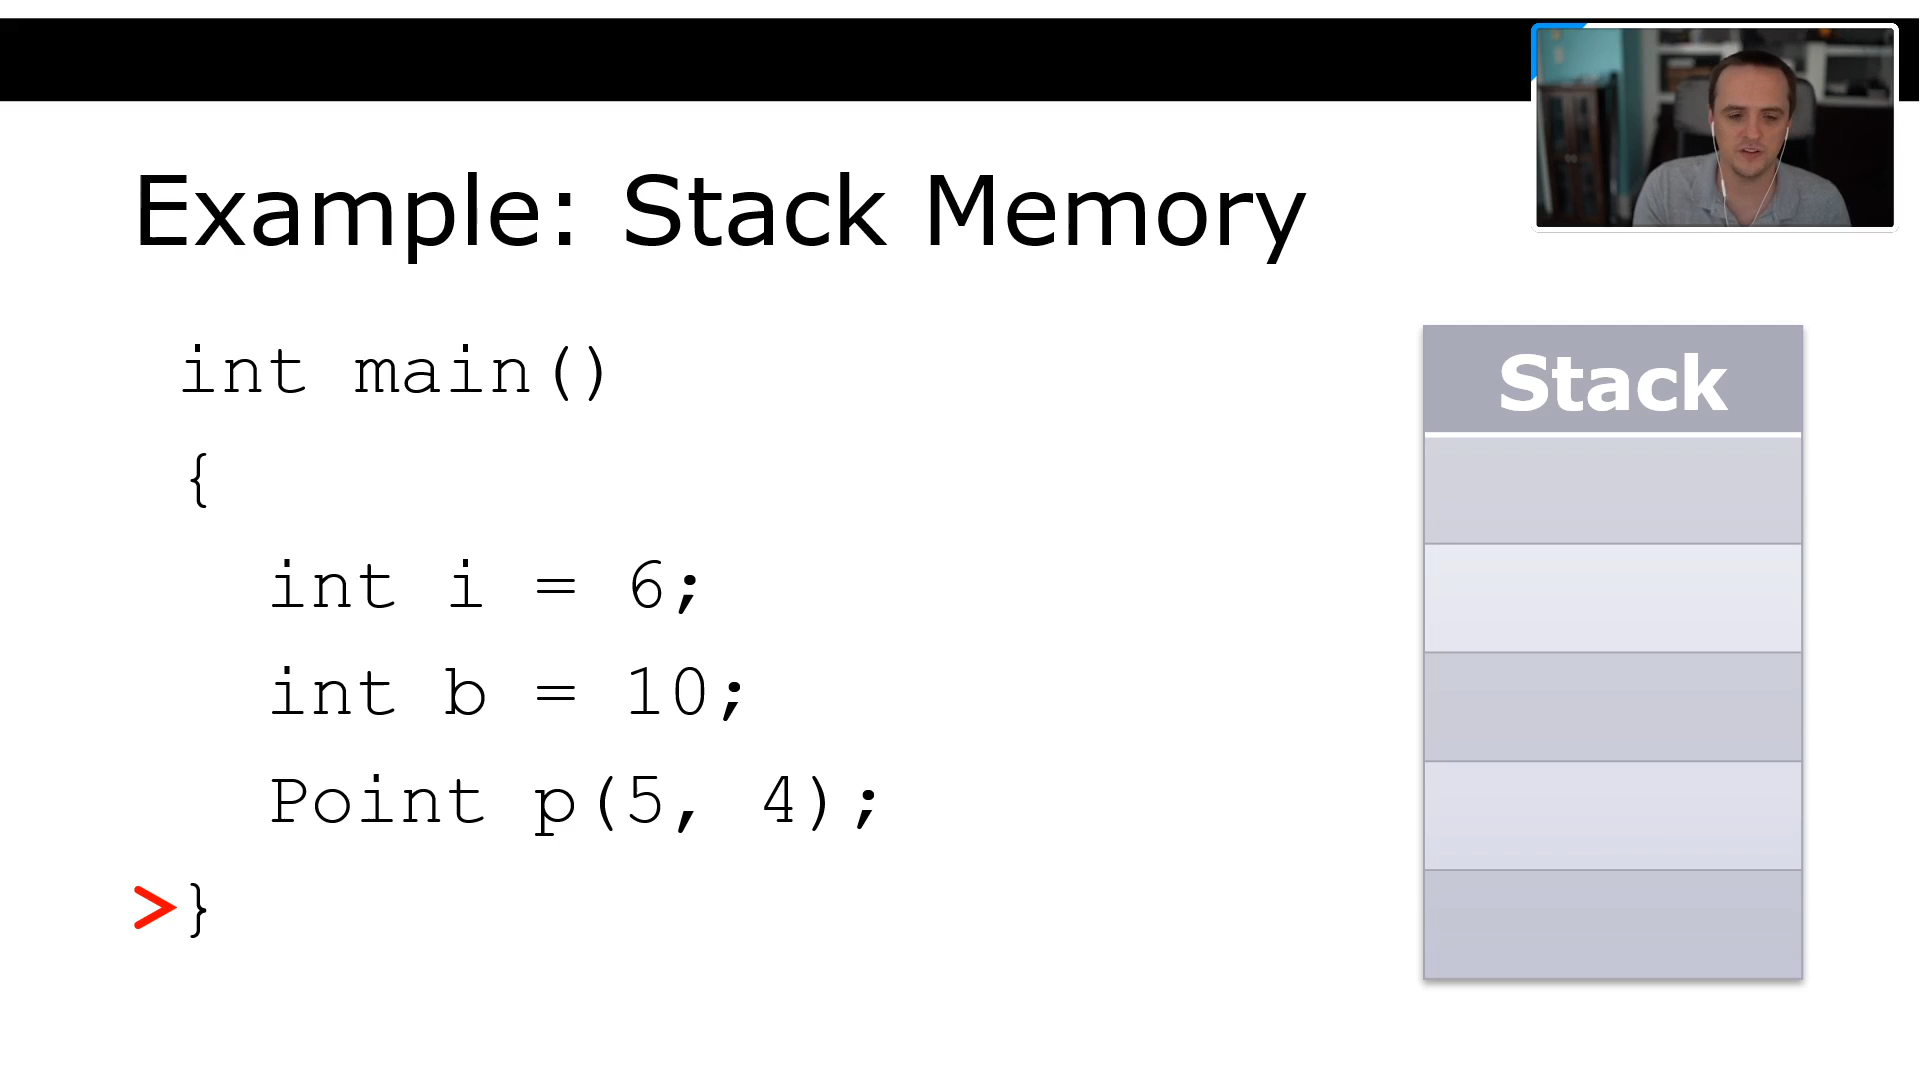 Example: Stack Memory
int main()
{
int i = 6;
int b = 10;
Point p(5, 4);
>}
Stack